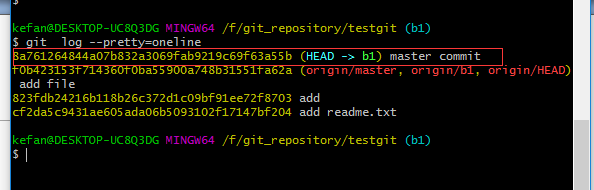 kefan@DESKTOP-UC8Q3DG MINGW64 /f/git_repository/testgit (b1)
$ git  log --pretty=oneline
8a761264844a07b832a3069fab9219c69f63a55b (HEAD -> b1) master commit
f0b423153f714360f0ba55900a748b31551fa62a (origin/master, origin/b1, origin/HEAD)
 add file
823fdb24216b118b26c372d1c09bf91ee72f8703 add
cf2da5c9431ae605ada06b5093102f17147bf204 add readme.txt
kefan@DESKTOP-UC8Q3DG MINGW64 /f/git_repository/testgit (b1)
$